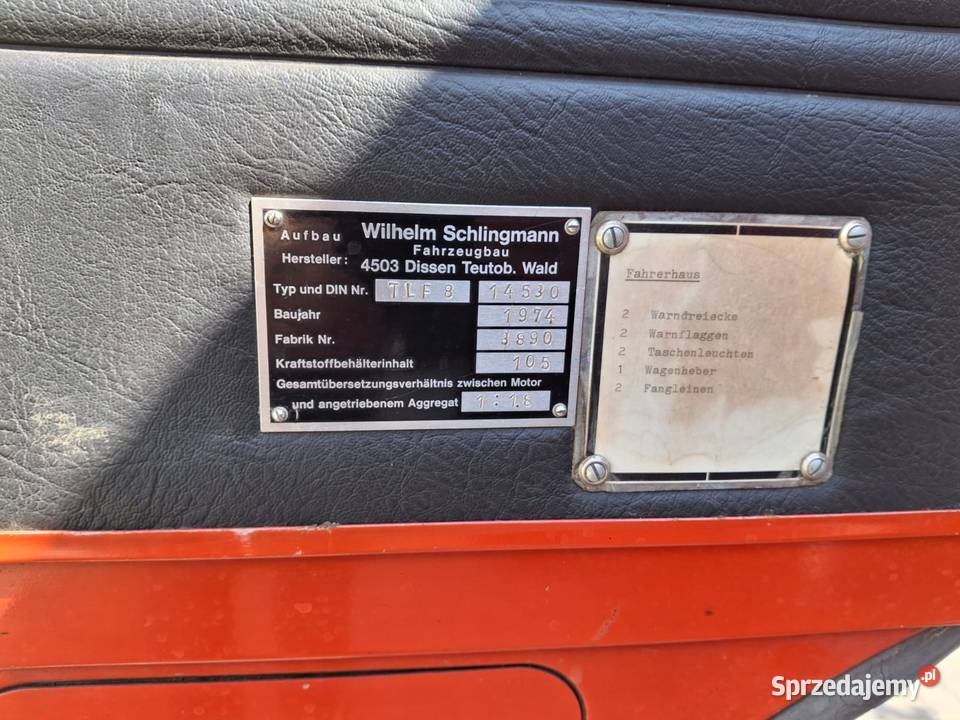 Aufbau Wilhelm Schlingmann
Fahrzeugbau
Hersteller: 4503 Dissen Teutob. Wald
Typ und DIN Nr. TLF 8 14530
Baujahr 1974
Fabrik Nr. 3890
Kraftstoffbehälterinhalt 105
Gesamtübersetzungsverhältnis zwischen Motor
und angetriebenem Aggregat 1:1.8
Fahrerhaus
2 Warndreiecke
2 Warnflaggen
2 Taschenleuchten
1 Wagenheber
2 Fangleinen
Sprzedajemy.pl